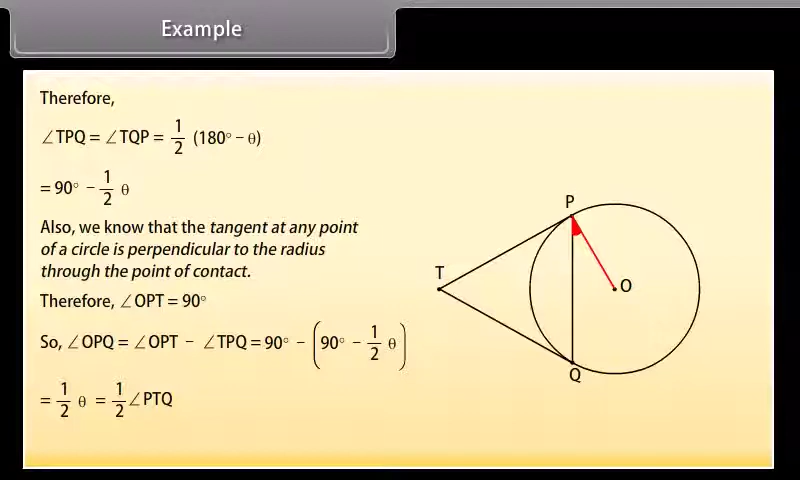 Example
Therefore,
∠TPQ = ∠TQP = 1/2 (180° − θ)
= 90° − 1/2 θ
Also, we know that the tangent at any point
of a circle is perpendicular to the radius
through the point of contact.
Therefore, ∠OPT = 90°
So, ∠OPQ = ∠OPT − ∠TPQ = 90° − (90° − 1/2 θ)
= 1/2 θ = 1/2 ∠PTQ
P
T
O
Q